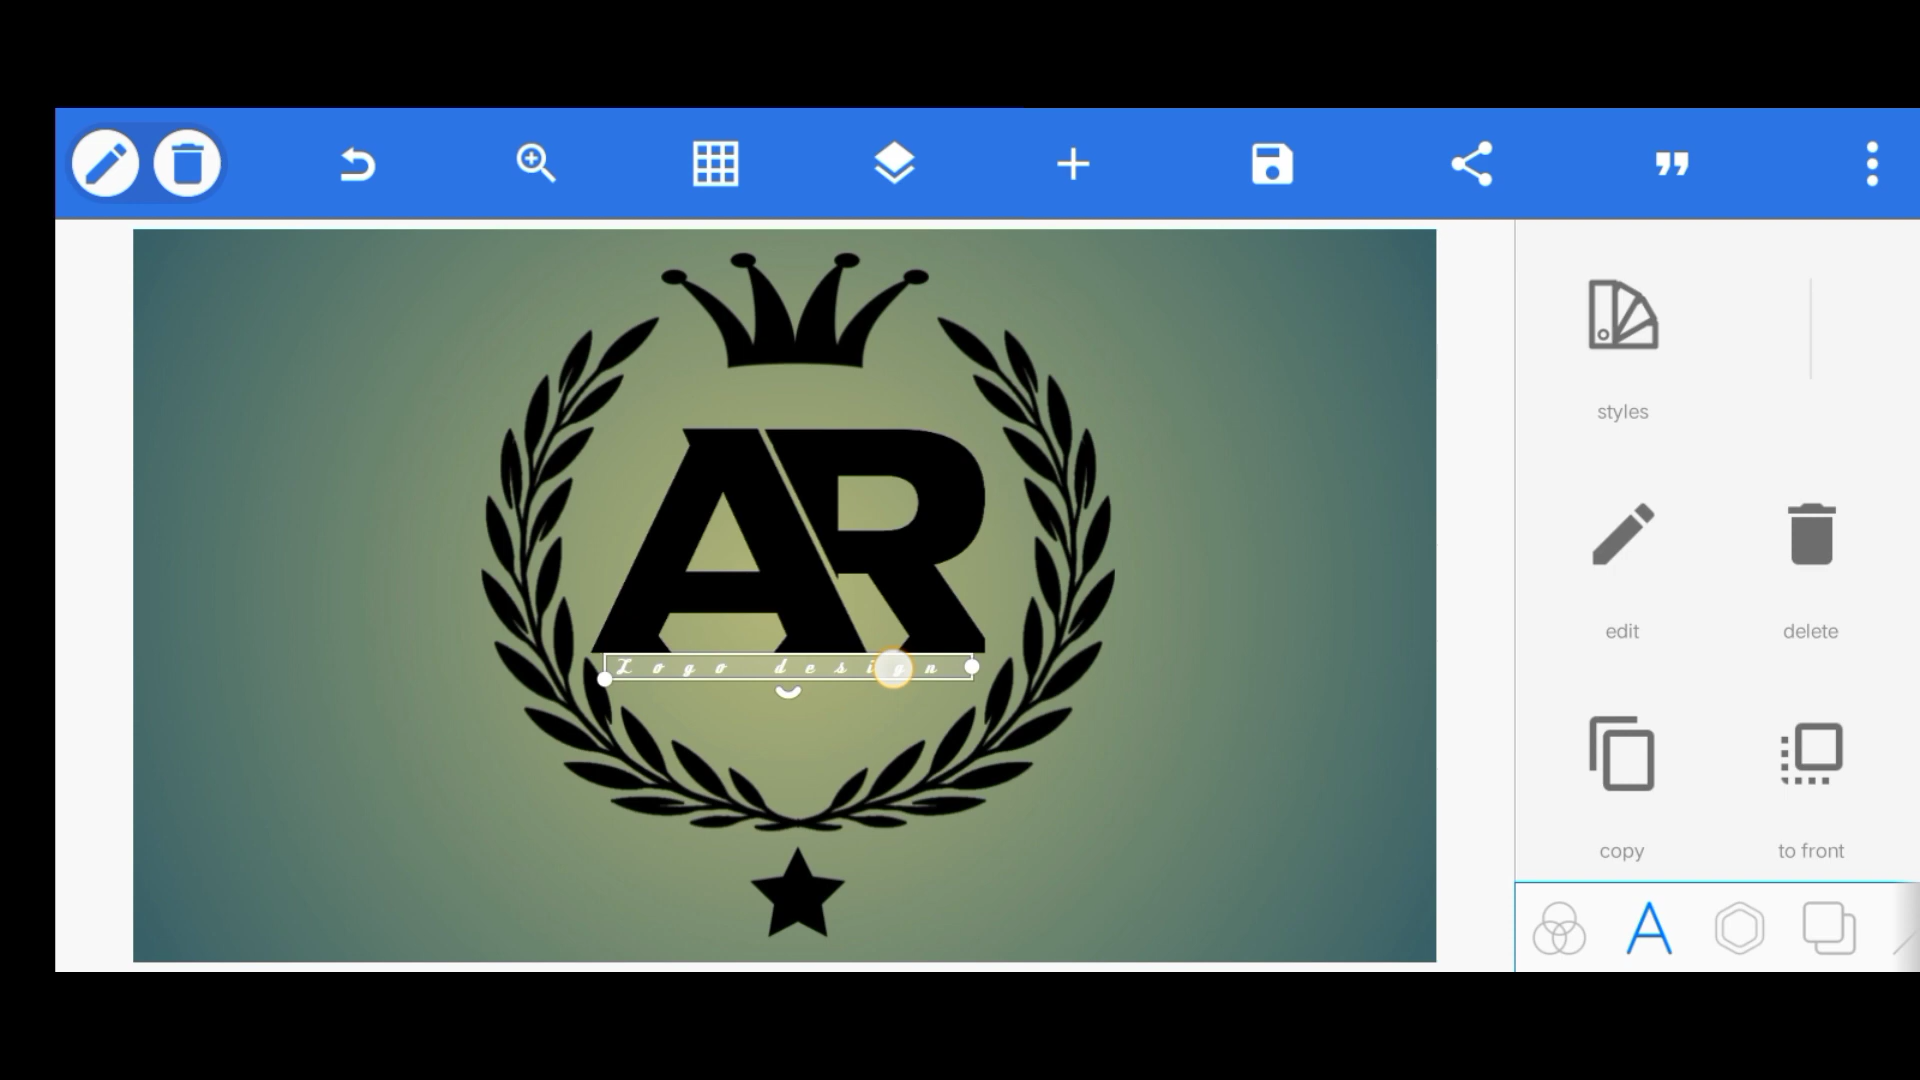 styles
AR
edit
delete
Logo design
copy
to front